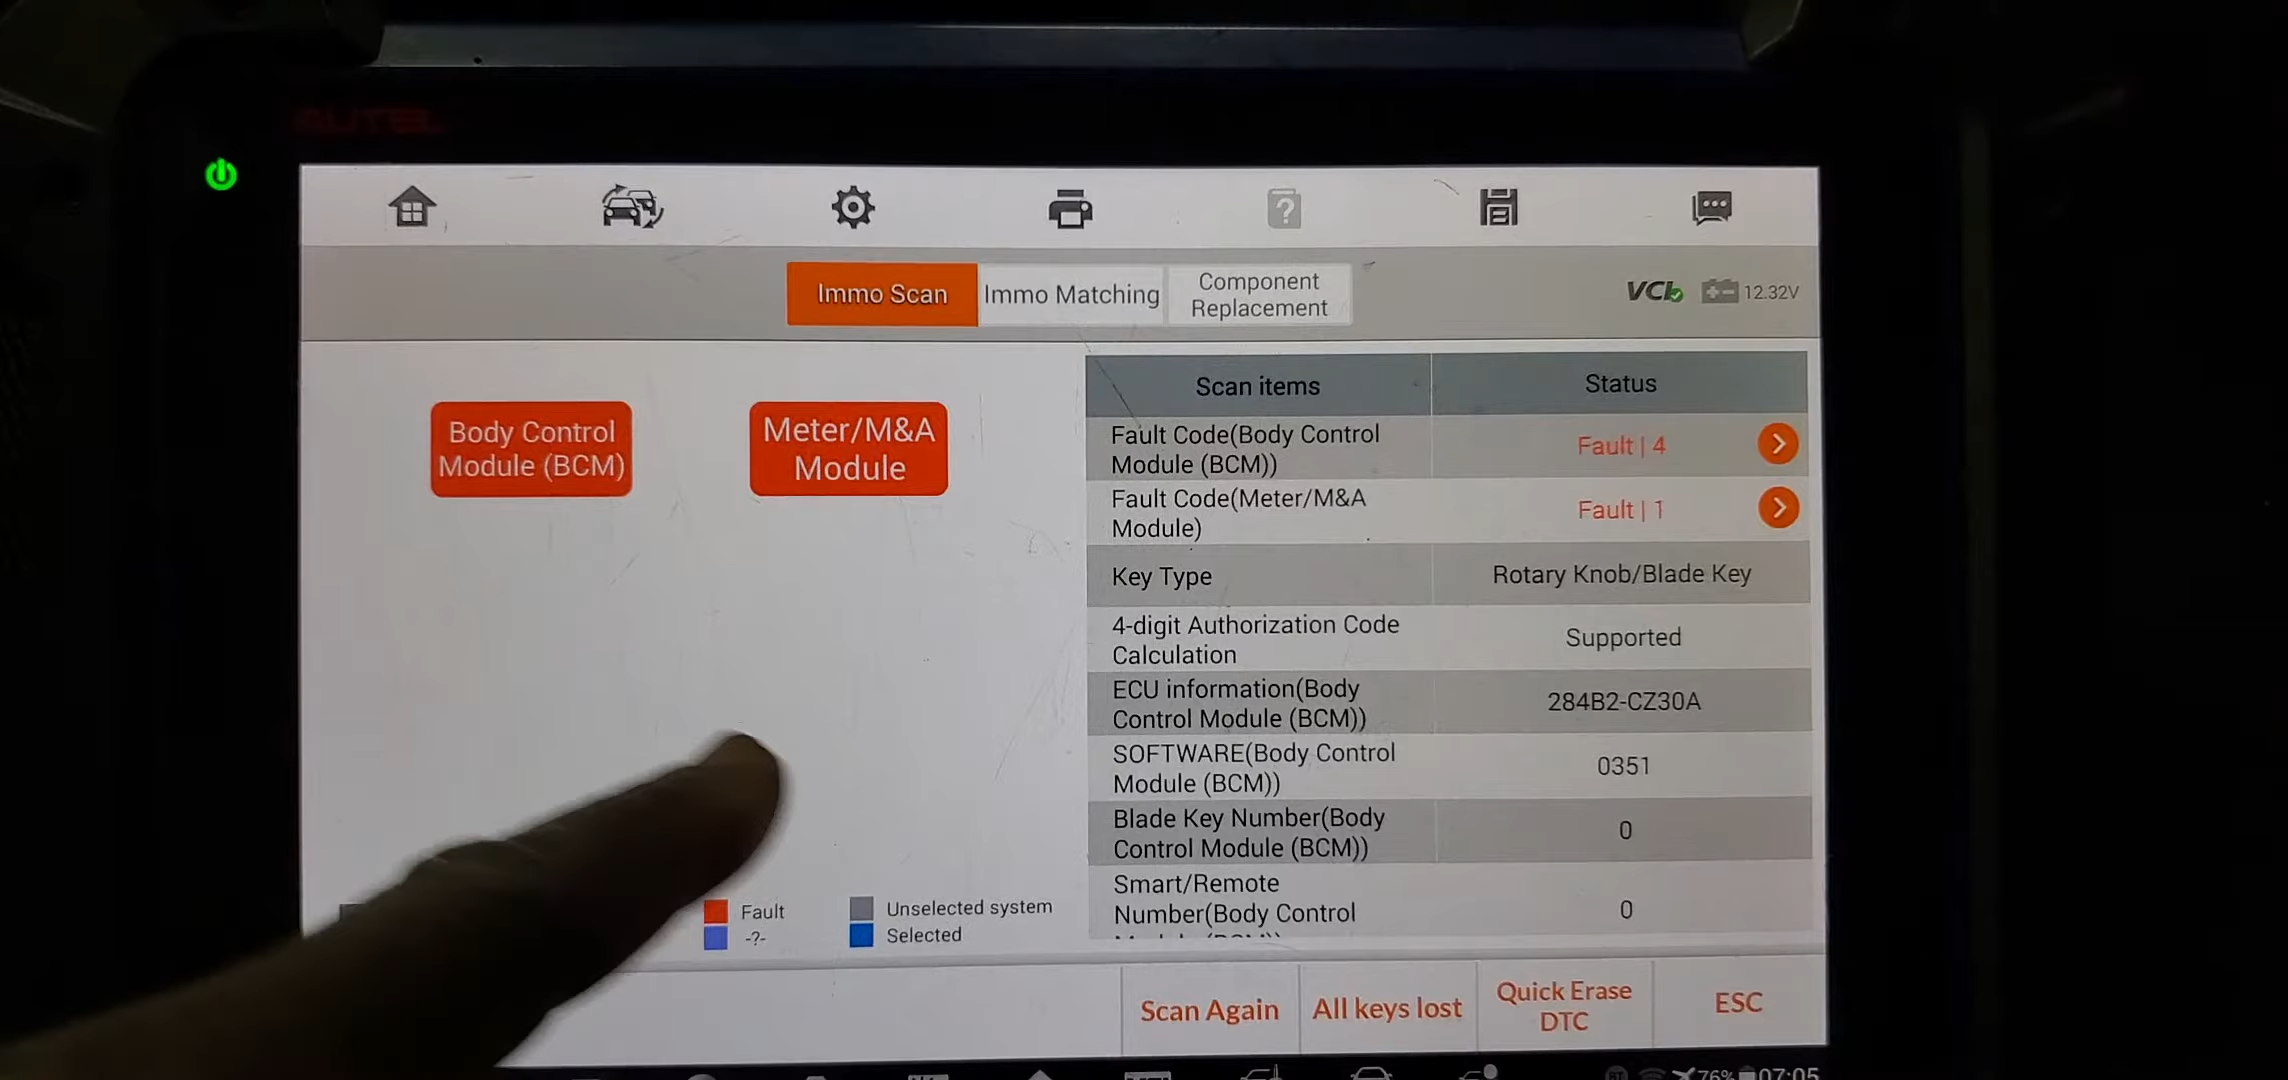 AUTEL
Immo Scan
Immo Matching
Component
Replacement
VCI
12.32V
Body Control
Module (BCM)
Meter/M&A
Module
Scan items
Status
Fault Code(Body Control
Module (BCM))
Fault | 4
Fault Code(Meter/M&A
Module)
Fault | 1
Key Type
Rotary Knob/Blade Key
4-digit Authorization Code
Calculation
Supported
ECU information(Body
Control Module (BCM))
284B2-CZ30A
SOFTWARE(Body Control
Module (BCM))
0351
Blade Key Number(Body
Control Module (BCM))
0
Smart/Remote
Number(Body Control
0
Fault
Unselected system
-?-
Selected
Scan Again
All keys lost
Quick Erase
DTC
ESC
76%
07:05